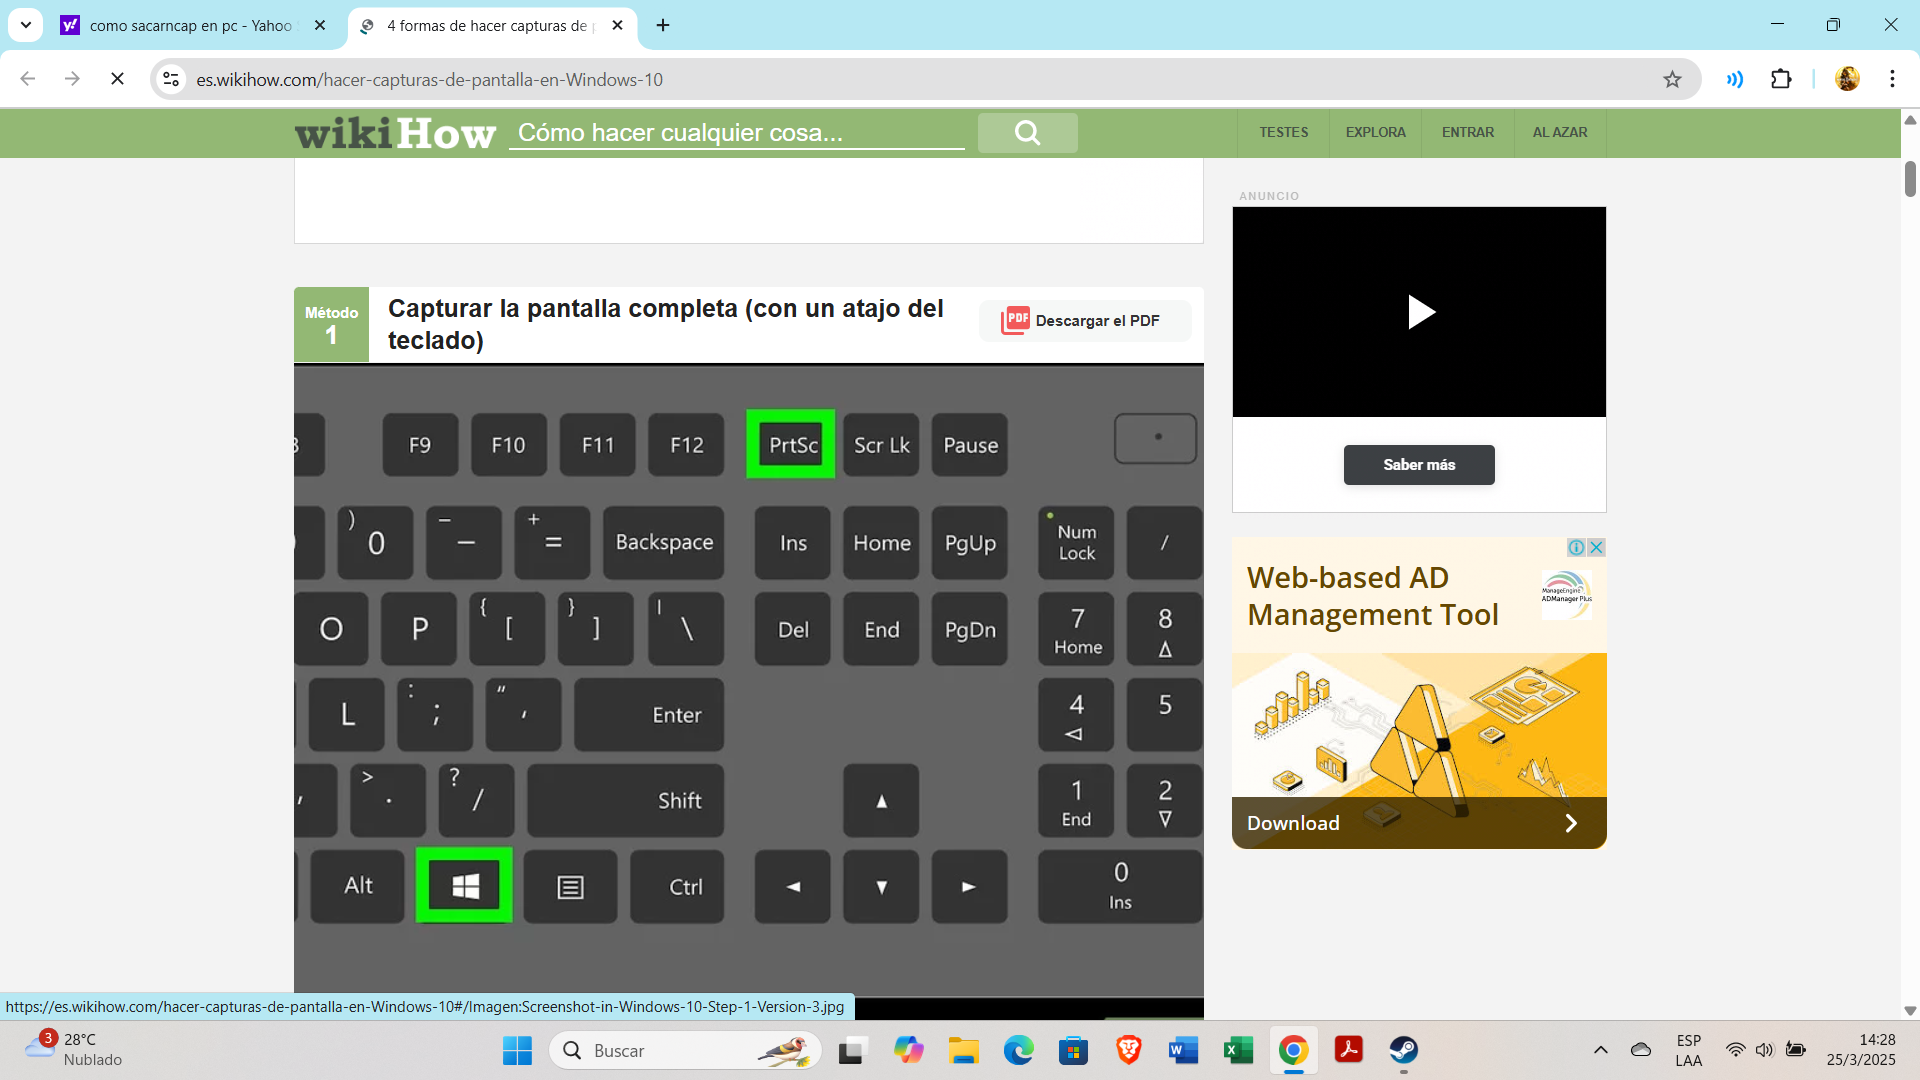 como sacarncap en pc - Yahoo
4 formas de hacer capturas de
es.wikihow.com/hacer-capturas-de-pantalla-en-Windows-10
wikiHow
Cómo hacer cualquier cosa...
TESTES
EXPLORA
ENTRAR
AL AZAR
ANUNCIO
Método
1
Capturar la pantalla completa (con un atajo del
teclado)
PDF
Descargar el PDF
F9 F10 F11 F12 PrtSc Scr Lk Pause
) 0 _ – + = Backspace Ins Home PgUp Num Lock /
O P { [ } ] | \ Del End PgDn 7 Home 8
L : ; " ' Enter 4 5
, > . ? / Shift 1 End 2
Alt Ctrl 0 Ins
Saber más
Web-based AD
Management Tool
ManageEngine
ADManager Plus
Download
https://es.wikihow.com/hacer-capturas-de-pantalla-en-Windows-10#/Imagen:Screenshot-in-Windows-10-Step-1-Version-3.jpg
3
28°C
Nublado
Buscar
ESP
LAA
14:28
25/3/2025